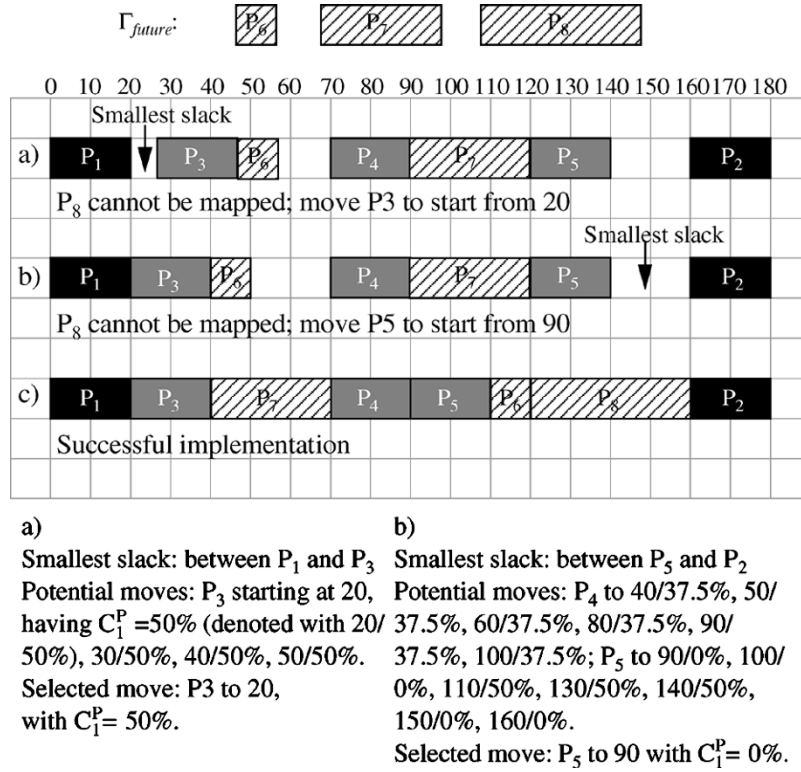 Γfuture: P6 P7 P8
0 10 20 30 40 50 60 70 80 90 100 110 120 130 140 150 160 170 180
Smallest slack
a) P1 P3 P6 P4 P7 P5 P2
P8 cannot be mapped; move P3 to start from 20
Smallest slack
b) P1 P3 P6 P4 P7 P5 P2
P8 cannot be mapped; move P5 to start from 90
c) P1 P3 P7 P4 P5 P6 P8 P2
Successful implementation
a)
Smallest slack: between P1 and P3
Potential moves: P3 starting at 20,
having C1P =50% (denoted with 20/
50%), 30/50%, 40/50%, 50/50%.
Selected move: P3 to 20,
with C1P= 50%.
b)
Smallest slack: between P5 and P2
Potential moves: P4 to 40/37.5%, 50/
37.5%, 60/37.5%, 80/37.5%, 90/
37.5%, 100/37.5%; P5 to 90/0%, 100/
0%, 110/50%, 130/50%, 140/50%,
150/0%, 160/0%.
Selected move: P5 to 90 with C1P= 0%.